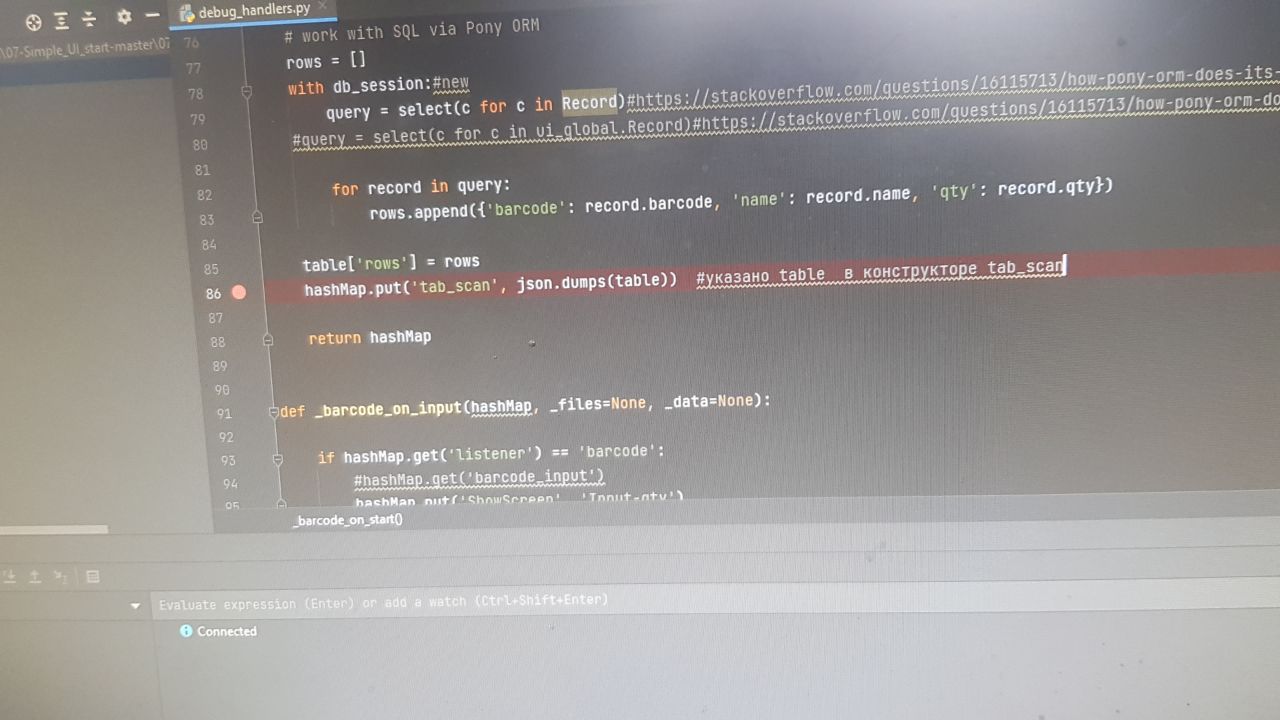 debug_handlers.py
\07-Simple_UI_start-master\07
76 # work with SQL via Pony ORM
77 rows = []
78 with db_session:#new
79 query = select(c for c in Record)#https://stackoverflow.com/questions/16115713/how-pony-orm-does-its-
80 #query = select(c for c in ui_global.Record)#https://stackoverflow.com/questions/16115713/how-pony-orm-do
81
82 for record in query:
83 rows.append({'barcode': record.barcode, 'name': record.name, 'qty': record.qty})
84
85 table['rows'] = rows
86 hashMap.put('tab_scan', json.dumps(table)) #указано table в конструкторе tab_scan
87
88 return hashMap
89
90
91 def _barcode_on_input(hashMap, _files=None, _data=None):
92
93 if hashMap.get('listener') == 'barcode':
94 #hashMap.get('barcode_input')
95 hashMap.put('ShowScreen', 'Input-qty')
_barcode_on_start()
Evaluate expression (Enter) or add a watch (Ctrl+Shift+Enter)
Connected